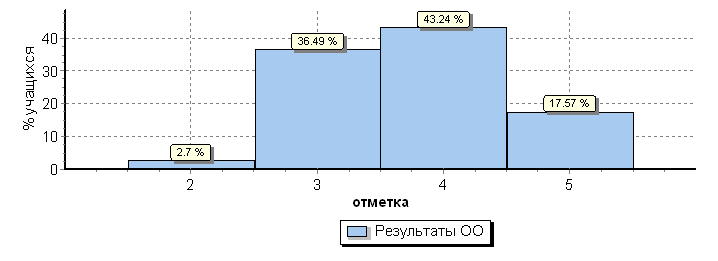 43.24 %
36.49 %
17.57 %
2.7 %
% учащихся
40
30
20
10
0
2 3 4 5
отметка
Результаты ОО